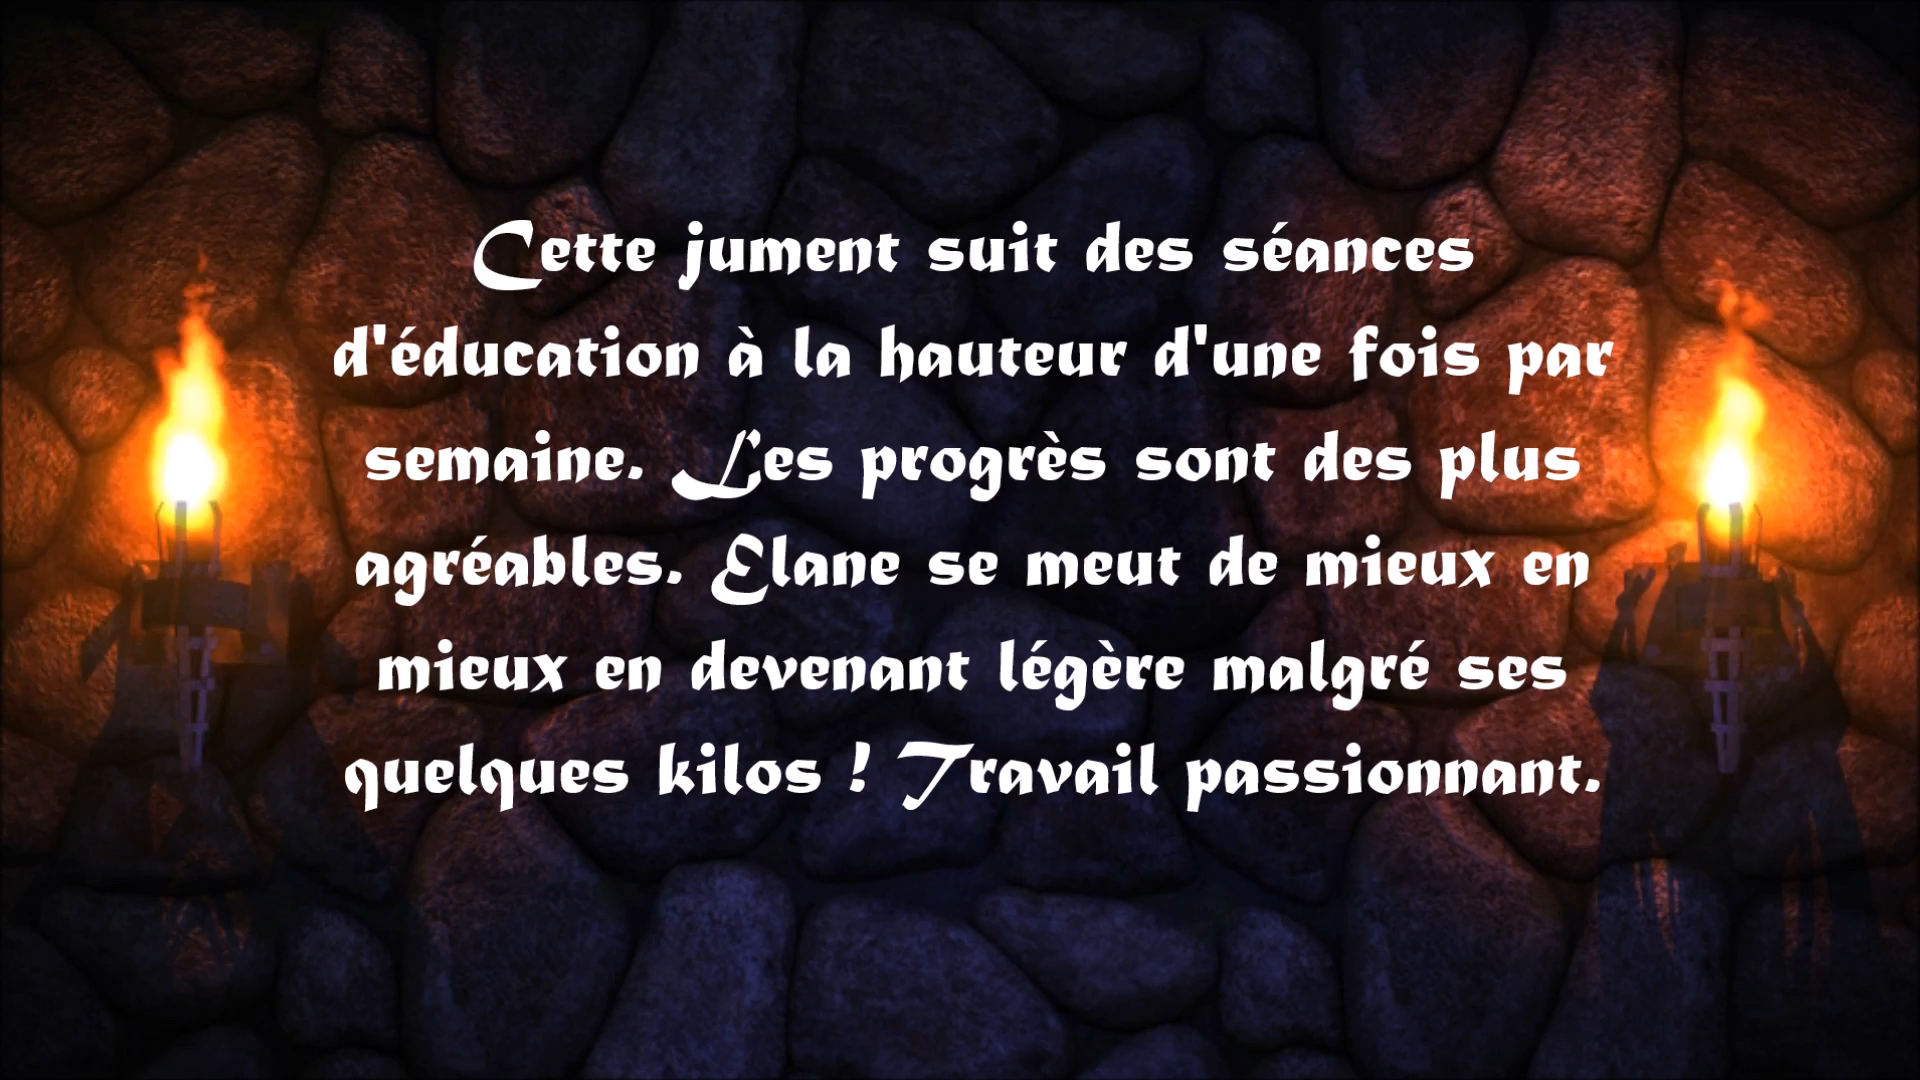 Cette jument suit des séances
d'éducation à la hauteur d'une fois par
semaine. Les progrès sont des plus
agréables. Elane se meut de mieux en
mieux en devenant légère malgré ses
quelques kilos ! Travail passionnant.